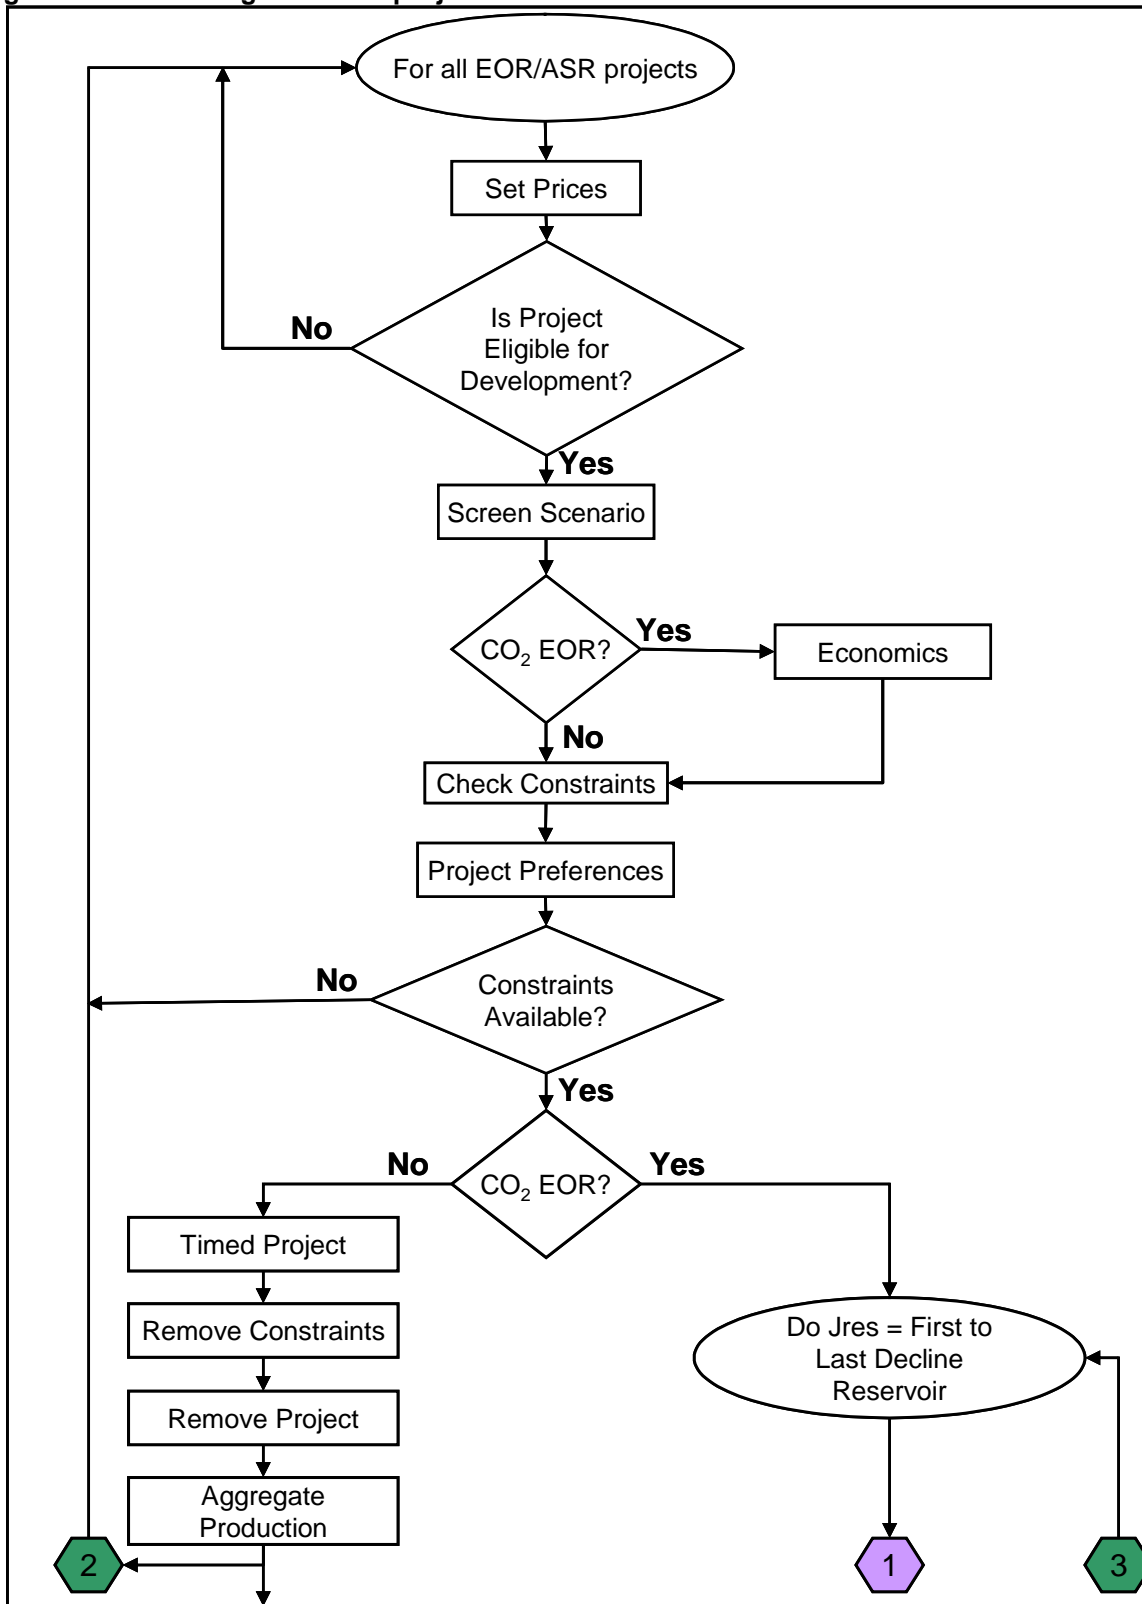 For all EOR/ASR projects
Set Prices
Is Project
Eligible for
Development?
No
Yes
Screen Scenario
CO₂ EOR?
Yes
Economics
No
Check Constraints
Project Preferences
Constraints
Available?
No
Yes
CO₂ EOR?
No
Yes
Timed Project
Remove Constraints
Remove Project
Aggregate
Production
Do Jres = First to
Last Decline
Reservoir
2
1
3